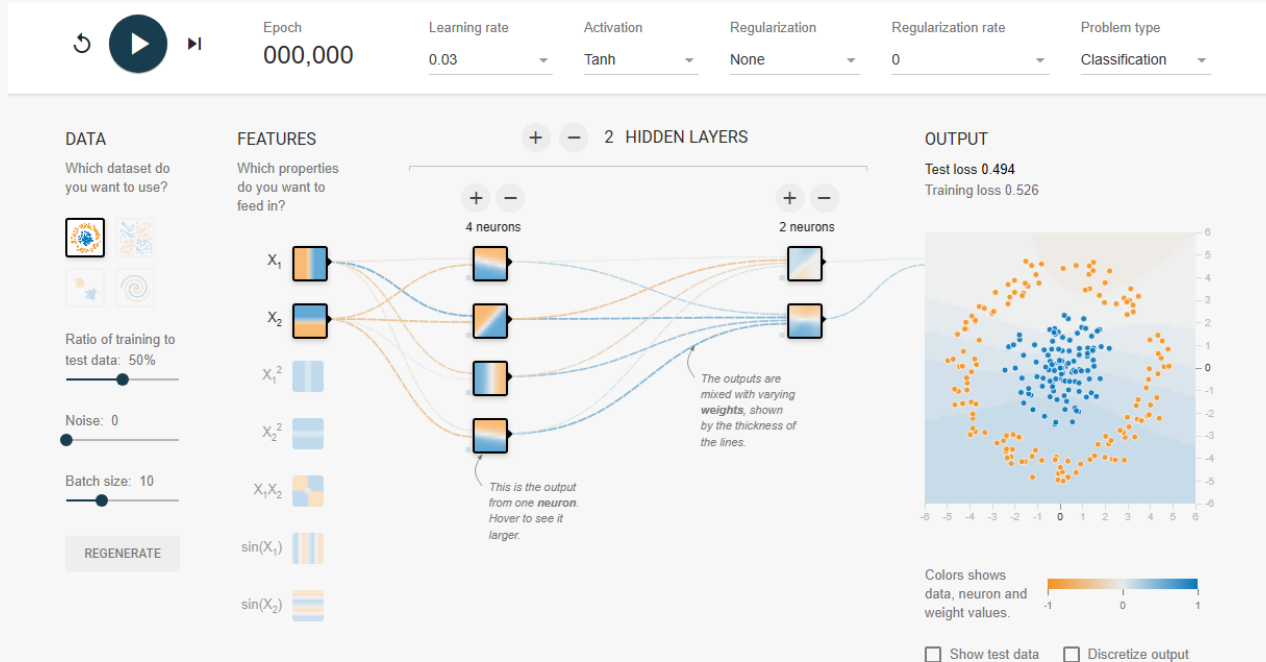 Epoch
000,000
Learning rate
0.03
Activation
Tanh
Regularization
None
Regularization rate
0
Problem type
Classification
DATA
Which dataset do
you want to use?
Ratio of training to
test data: 50%
Noise: 0
Batch size: 10
REGENERATE
FEATURES
Which properties
do you want to
feed in?
X₁
X₂
X₁²
X₂²
X₁X₂
sin(X₁)
sin(X₂)
+ − 2 HIDDEN LAYERS
+ −
4 neurons
+ −
2 neurons
The outputs are
mixed with varying
weights, shown
by the thickness of
the lines.
This is the output
from one neuron.
Hover to see it
larger.
OUTPUT
Test loss 0.494
Training loss 0.526
6
5
4
3
2
1
0
-1
-2
-3
-4
-5
-6
-6 -5 -4 -3 -2 -1 0 1 2 3 4 5 6
Colors shows
data, neuron and
weight values.
-1 0 1
Show test data
Discretize output